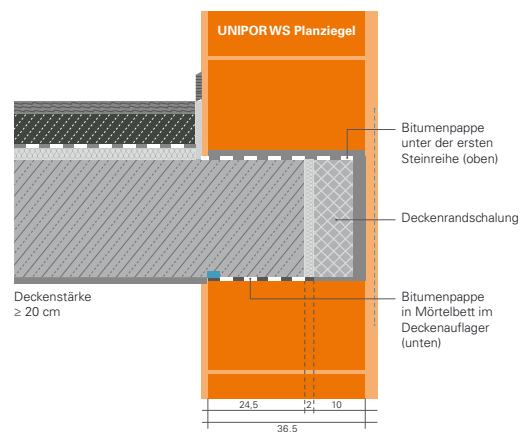 UNIPOR WS Planziegel
Bitumenpappe
unter der ersten
Steinreihe (oben)
Deckenrandschalung
Deckenstärke
≥ 20 cm
Bitumenpappe
in Mörtelbett im
Deckenauflager
(unten)
24,5
2
10
36,5